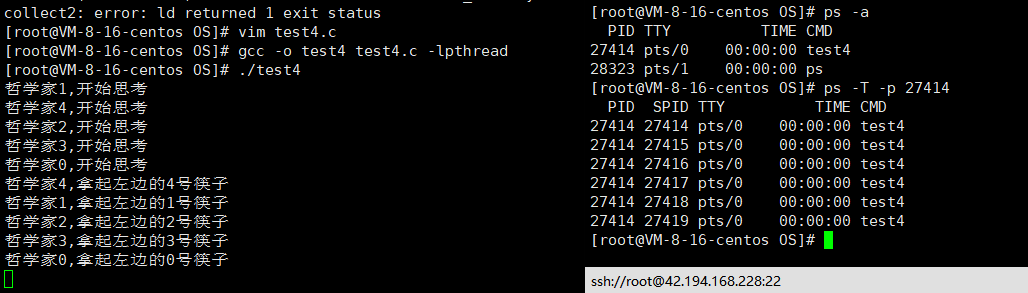 collect2: error: ld returned 1 exit status
[root@VM-8-16-centos OS]# vim test4.c
[root@VM-8-16-centos OS]# gcc -o test4 test4.c -lpthread
[root@VM-8-16-centos OS]# ./test4
哲学家1,开始思考
哲学家4,开始思考
哲学家2,开始思考
哲学家3,开始思考
哲学家0,开始思考
哲学家4,拿起左边的4号筷子
哲学家1,拿起左边的1号筷子
哲学家2,拿起左边的2号筷子
哲学家3,拿起左边的3号筷子
哲学家0,拿起左边的0号筷子
[root@VM-8-16-centos OS]# ps -a
PID TTY TIME CMD
27414 pts/0 00:00:00 test4
28323 pts/1 00:00:00 ps
[root@VM-8-16-centos OS]# ps -T -p 27414
PID SPID TTY TIME CMD
27414 27414 pts/0 00:00:00 test4
27414 27415 pts/0 00:00:00 test4
27414 27416 pts/0 00:00:00 test4
27414 27417 pts/0 00:00:00 test4
27414 27418 pts/0 00:00:00 test4
27414 27419 pts/0 00:00:00 test4
[root@VM-8-16-centos OS]#
ssh://root@42.194.168.228:22